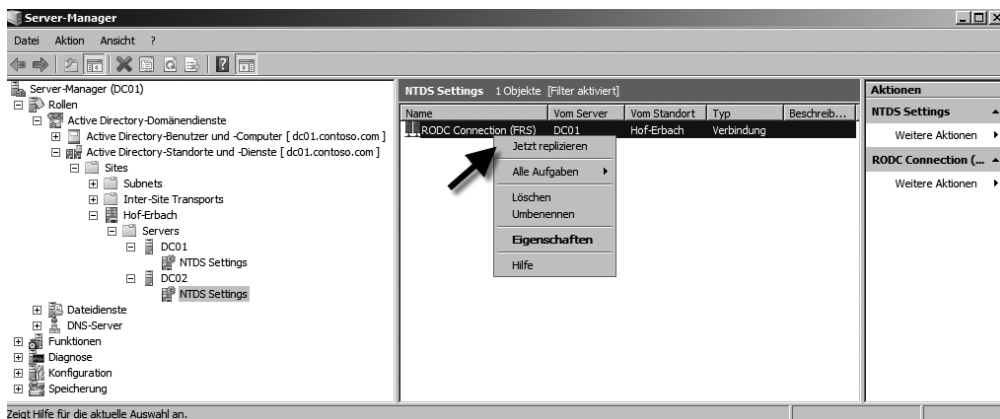 Server-Manager
Datei Aktion Ansicht ?
Server-Manager (DC01)
Rollen
Active Directory-Domänendienste
Active Directory-Benutzer und -Computer [ dc01.contoso.com ]
Active Directory-Standorte und -Dienste [ dc01.contoso.com ]
Sites
Subnets
Inter-Site Transports
Hof-Erbach
Servers
DC01
NTDS Settings
DC02
NTDS Settings
Dateidienste
DNS-Server
Funktionen
Diagnose
Konfiguration
Speicherung
NTDS Settings 1 Objekte [Filter aktiviert]
Name Vom Server Vom Standort Typ Beschreib...
RODC Connection (FRS) DC01 Hof-Erbach Verbindung
Jetzt replizieren
Alle Aufgaben
Löschen
Umbenennen
Eigenschaften
Hilfe
Aktionen
NTDS Settings
Weitere Aktionen
RODC Connection (...
Weitere Aktionen
Zeigt Hilfe für die aktuelle Auswahl an.